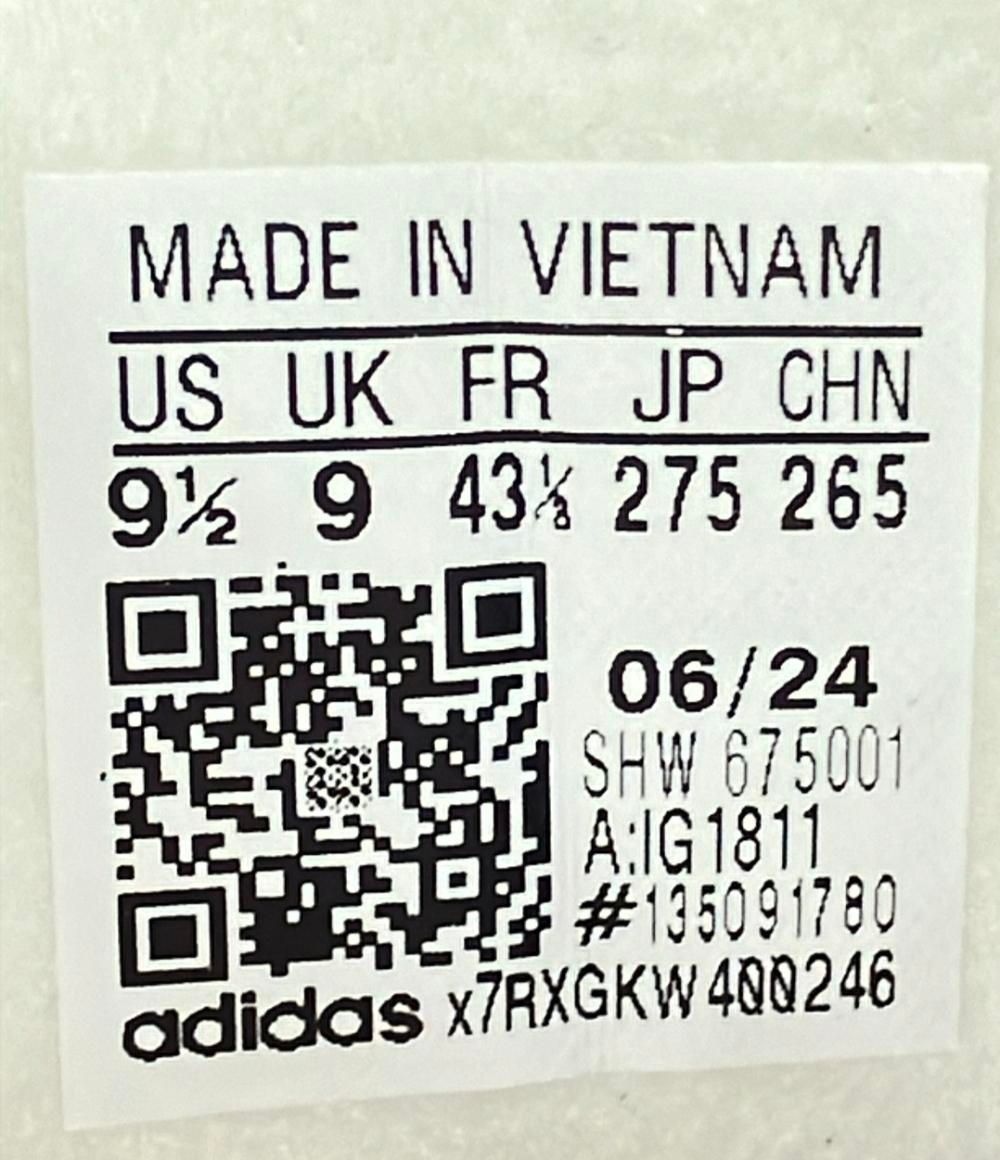 MADE IN VIETNAM
US UK FR JP CHN
9½ 9 43⅓ 275 265
06/24
SHW 675001
A:IG1811
#135091780
adidas x7RXGKW400246